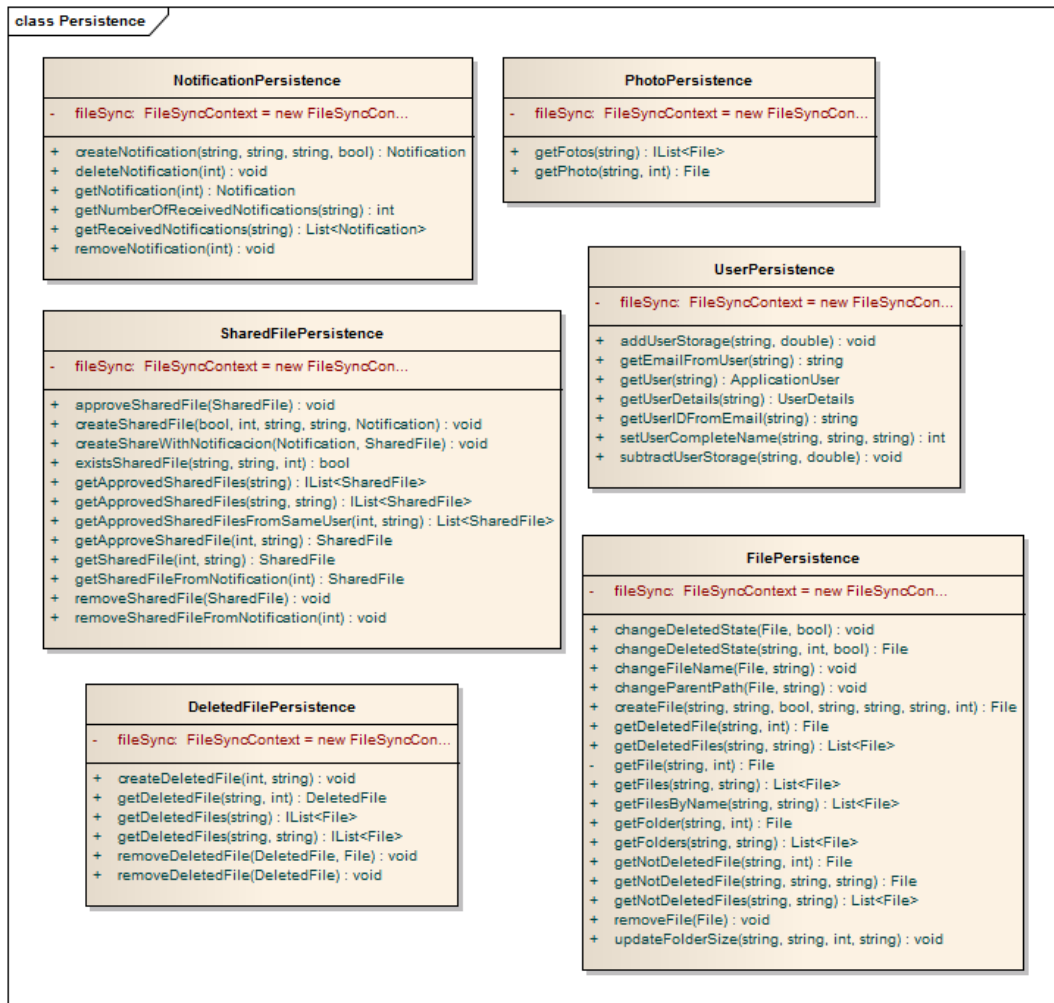 class Persistence
NotificationPersistence
- fileSync: FileSyncContext = new FileSyncCon...
+ createNotification(string, string, string, bool) : Notification
+ deleteNotification(int) : void
+ getNotification(int) : Notification
+ getNumberOfReceivedNotifications(string) : int
+ getReceivedNotifications(string) : List<Notification>
+ removeNotification(int) : void
PhotoPersistence
- fileSync: FileSyncContext = new FileSyncCon...
+ getFotos(string) : IList<File>
+ getPhoto(string, int) : File
UserPersistence
- fileSync: FileSyncContext = new FileSyncCon...
+ addUserStorage(string, double) : void
+ getEmailFromUser(string) : string
+ getUser(string) : ApplicationUser
+ getUserDetails(string) : UserDetails
+ getUserIDFromEmail(string) : string
+ setUserCompleteName(string, string, string) : int
+ subtractUserStorage(string, double) : void
SharedFilePersistence
- fileSync: FileSyncContext = new FileSyncCon...
+ approveSharedFile(SharedFile) : void
+ createSharedFile(bool, int, string, string, Notification) : void
+ createShareWithNotificacion(Notification, SharedFile) : void
+ existsSharedFile(string, string, int) : bool
+ getApprovedSharedFiles(string) : IList<SharedFile>
+ getApprovedSharedFiles(string, string) : IList<SharedFile>
+ getApprovedSharedFilesFromSameUser(int, string) : List<SharedFile>
+ getApproveSharedFile(int, string) : SharedFile
+ getSharedFile(int, string) : SharedFile
+ getSharedFileFromNotification(int) : SharedFile
+ removeSharedFile(SharedFile) : void
+ removeSharedFileFromNotification(int) : void
FilePersistence
- fileSync: FileSyncContext = new FileSyncCon...
+ changeDeletedState(File, bool) : void
+ changeDeletedState(string, int, bool) : File
+ changeFileName(File, string) : void
+ changeParentPath(File, string) : void
+ createFile(string, string, bool, string, string, string, int) : File
+ getDeletedFile(string, int) : File
+ getDeletedFiles(string, string) : List<File>
- getFile(string, int) : File
+ getFiles(string, string) : List<File>
+ getFilesByName(string, string) : List<File>
+ getFolder(string, int) : File
+ getFolders(string, string) : List<File>
+ getNotDeletedFile(string, int) : File
+ getNotDeletedFile(string, string, string) : File
+ getNotDeletedFiles(string, string) : List<File>
+ removeFile(File) : void
+ updateFolderSize(string, string, int, string) : void
DeletedFilePersistence
- fileSync: FileSyncContext = new FileSyncCon...
+ createDeletedFile(int, string) : void
+ getDeletedFile(string, int) : DeletedFile
+ getDeletedFiles(string) : IList<File>
+ getDeletedFiles(string, string) : IList<File>
+ removeDeletedFile(DeletedFile, File) : void
+ removeDeletedFile(DeletedFile) : void